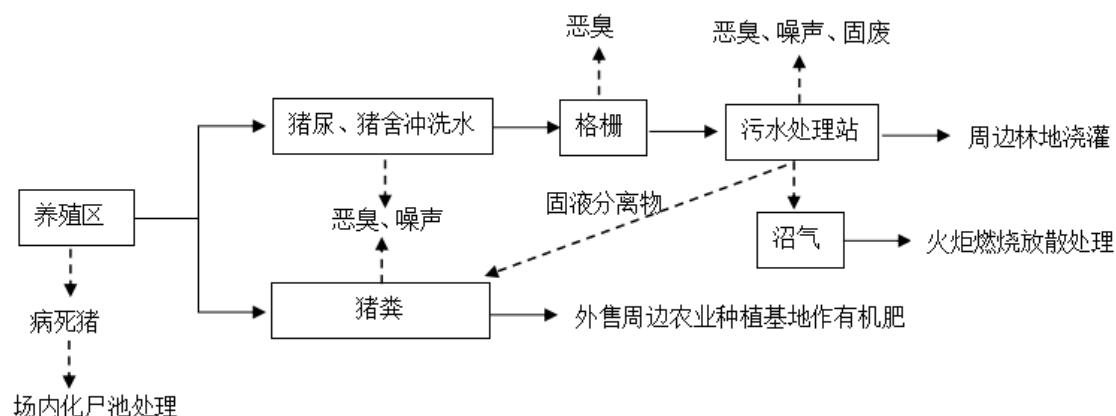 恶臭
恶臭、噪声、固废
猪尿、猪舍冲洗水
格栅
污水处理站
周边林地浇灌
养殖区
恶臭、噪声
固液分离物
沼气
火炬燃烧放散处理
猪粪
外售周边农业种植基地作有机肥
病死猪
场内化尸池处理